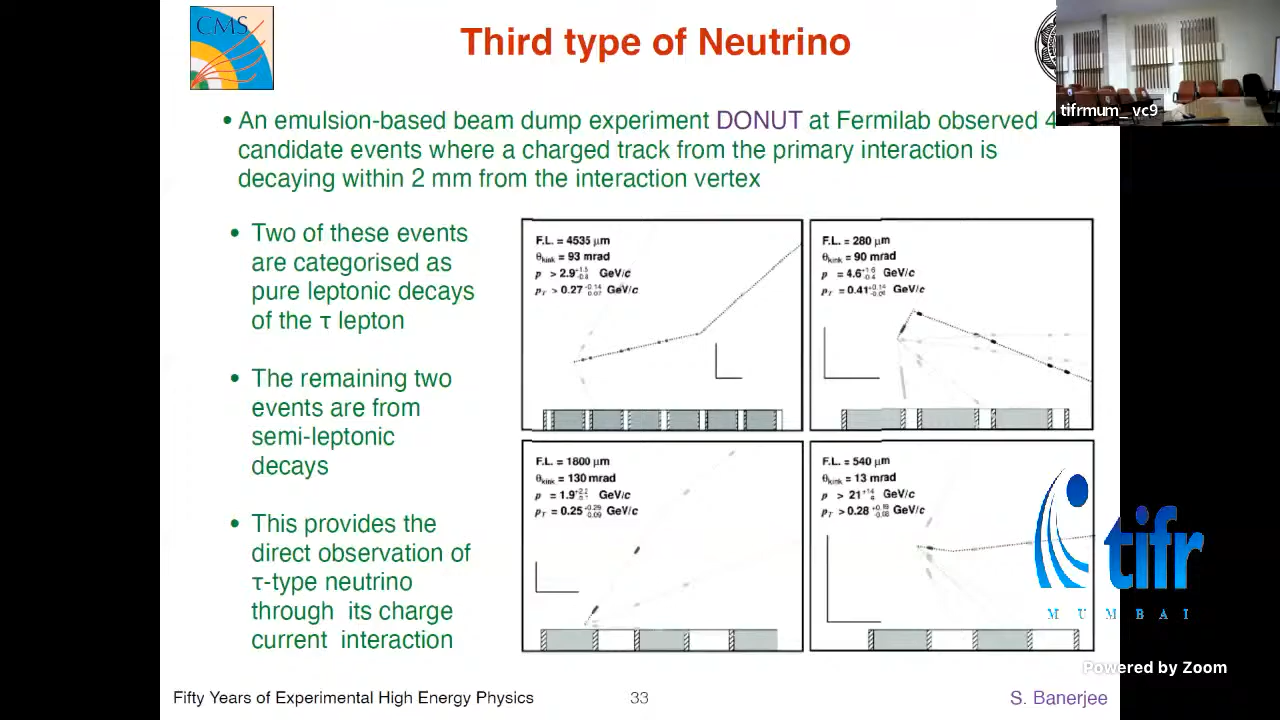 CMS
Third type of Neutrino
tifrmum_ vc9
• An emulsion-based beam dump experiment DONUT at Fermilab observed 4
candidate events where a charged track from the primary interaction is
decaying within 2 mm from the interaction vertex
• Two of these events
are categorised as
pure leptonic decays
of the τ lepton
• The remaining two
events are from
semi-leptonic
decays
• This provides the
direct observation of
τ-type neutrino
through its charge
current interaction
F.L. = 4535 μm
θkink = 93 mrad
p > 2.9 GeV/c
pT > 0.27 GeV/c
F.L. = 280 μm
θkink = 90 mrad
p = 4.6 GeV/c
pT = 0.41 GeV/c
F.L. = 1800 μm
θkink = 130 mrad
p = 1.9 GeV/c
pT = 0.25 GeV/c
F.L. = 540 μm
θkink = 13 mrad
p > 21 GeV/c
pT > 0.28 GeV/c
tifr
MUMBAI
Powered by Zoom
Fifty Years of Experimental High Energy Physics
33
S. Banerjee